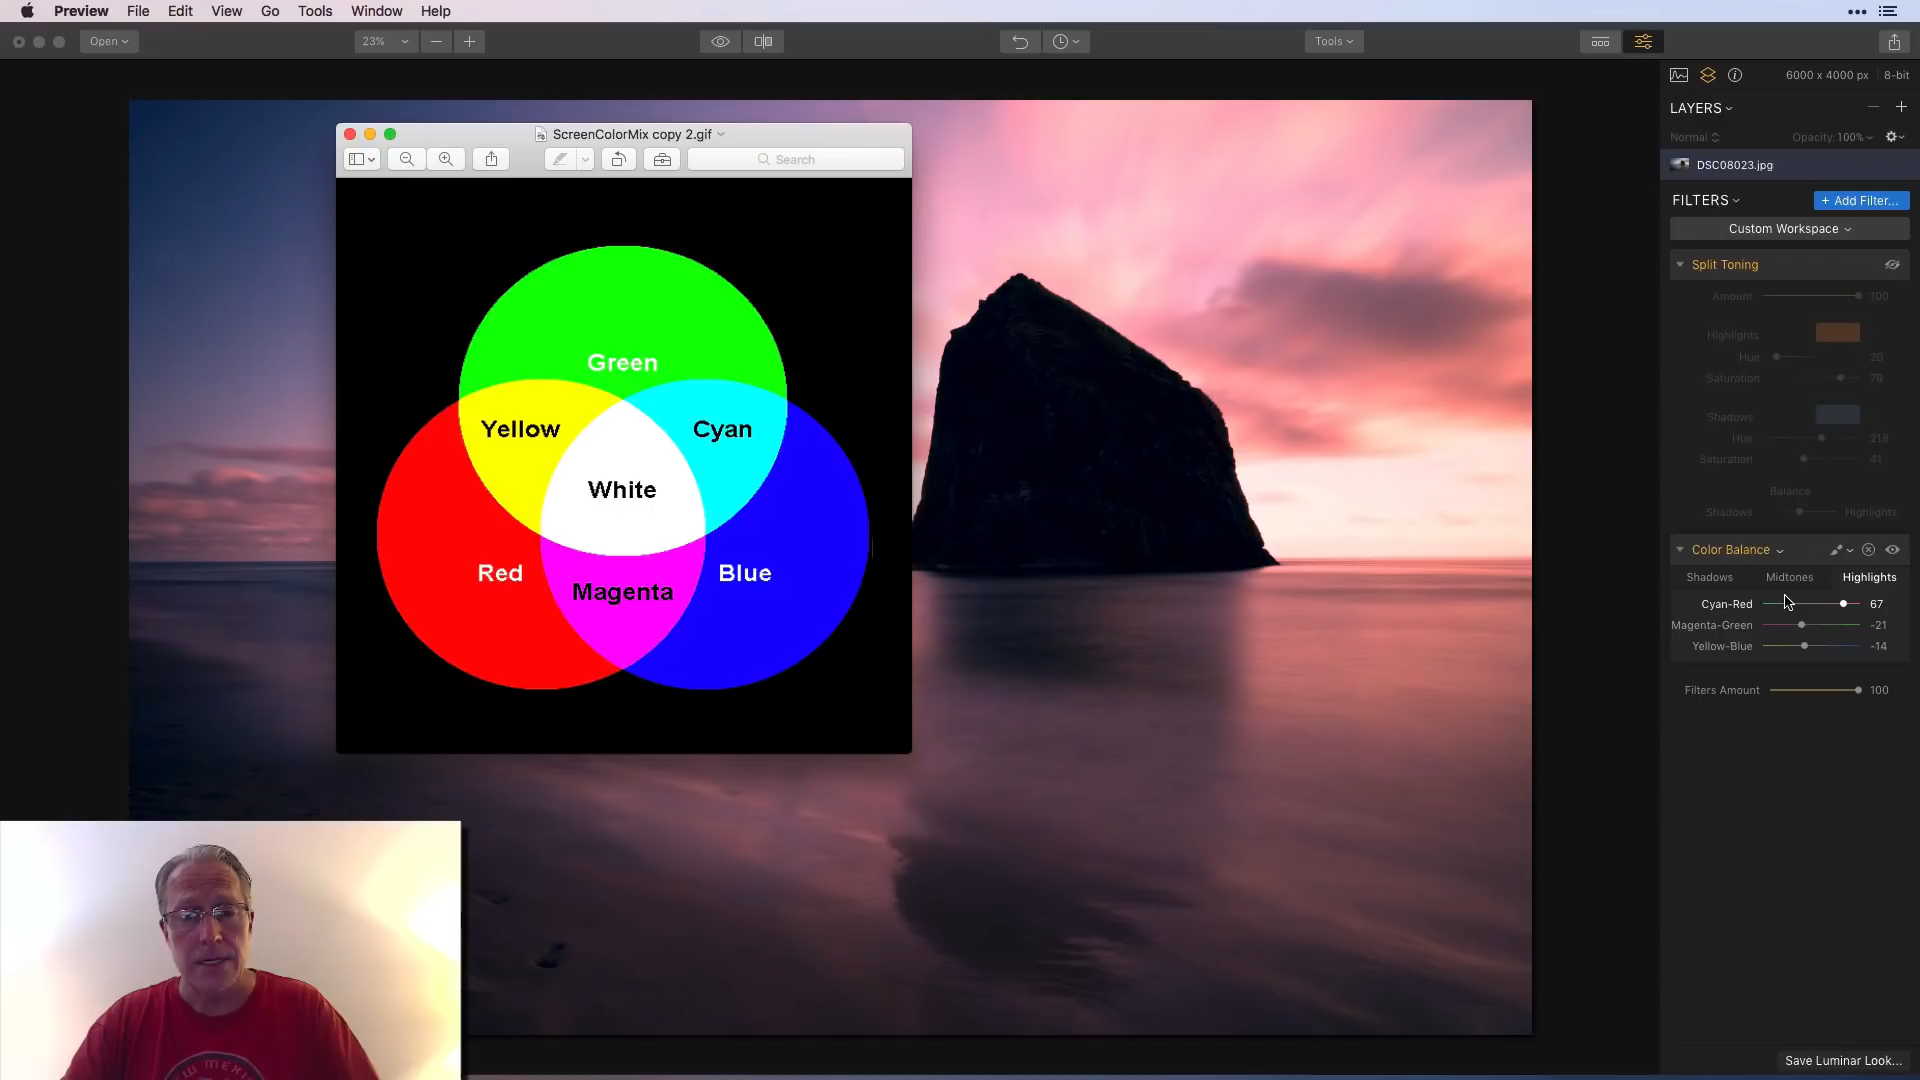 Preview File Edit View Go Tools Window Help
Open 23% Tools
6000 x 4000 px 8-bit
ScreenColorMix copy 2.gif
Search
Green
Yellow
Cyan
White
Red
Magenta
Blue
LAYERS
Normal Opacity: 100%
DSC08023.jpg
FILTERS + Add Filter...
Custom Workspace
Split Toning
Amount 100
Highlights
Hue 20
Saturation 79
Shadows
Hue 218
Saturation 41
Balance
Shadows Highlights
Color Balance
Shadows Midtones Highlights
Cyan-Red 67
Magenta-Green -21
Yellow-Blue -14
Filters Amount 100
Save Luminar Look...